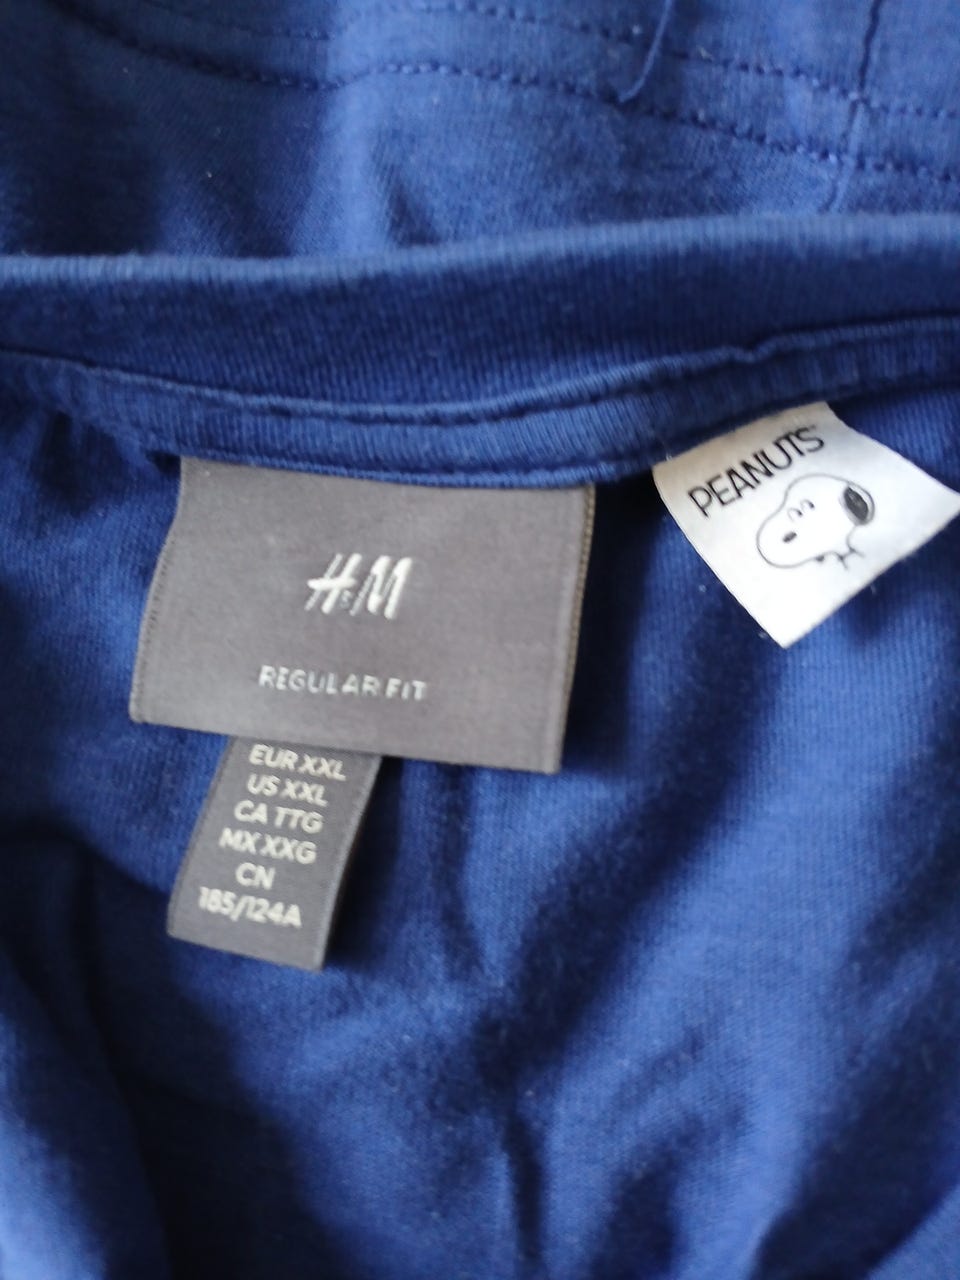 PEANUTS
H&M
REGULAR FIT
EUR XXL
US XXL
CA TTG
MX XXG
CN
185/124A